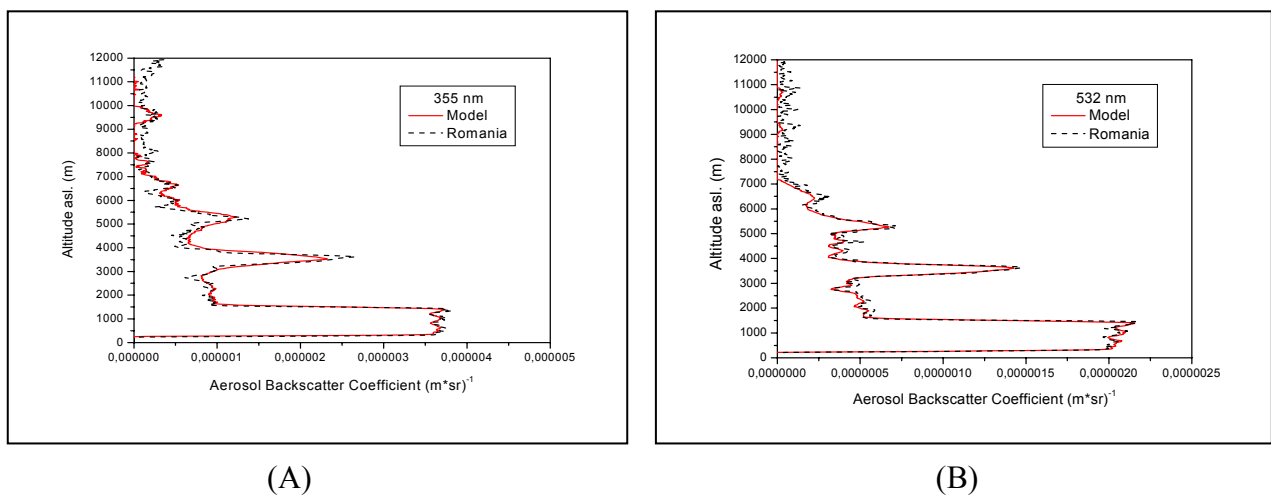 12000
11000
10000
9000
8000
7000
6000
5000
4000
3000
2000
1000
0
Altitude asl. (m)
355 nm
Model
Romania
0,000000 0,000001 0,000002 0,000003 0,000004 0,000005
Aerosol Backscatter Coefficient (m*sr)-1
(A)
12000
11000
10000
9000
8000
7000
6000
5000
4000
3000
2000
1000
0
Altitude asl. (m)
532 nm
Model
Romania
0,0000000 0,0000005 0,0000010 0,0000015 0,0000020 0,0000025
Aerosol Backscatter Coefficient (m*sr)-1
(B)